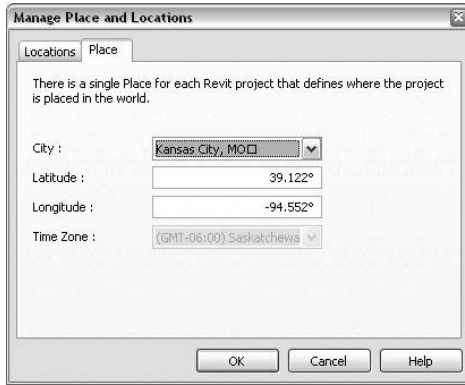 Manage Place and Locations
Locations Place
There is a single Place for each Revit project that defines where the project
is placed in the world.
City : Kansas City, MO□
Latitude : 39.122°
Longitude : -94.552°
Time Zone : (GMT-06:00) Saskatchewa
OK Cancel Help